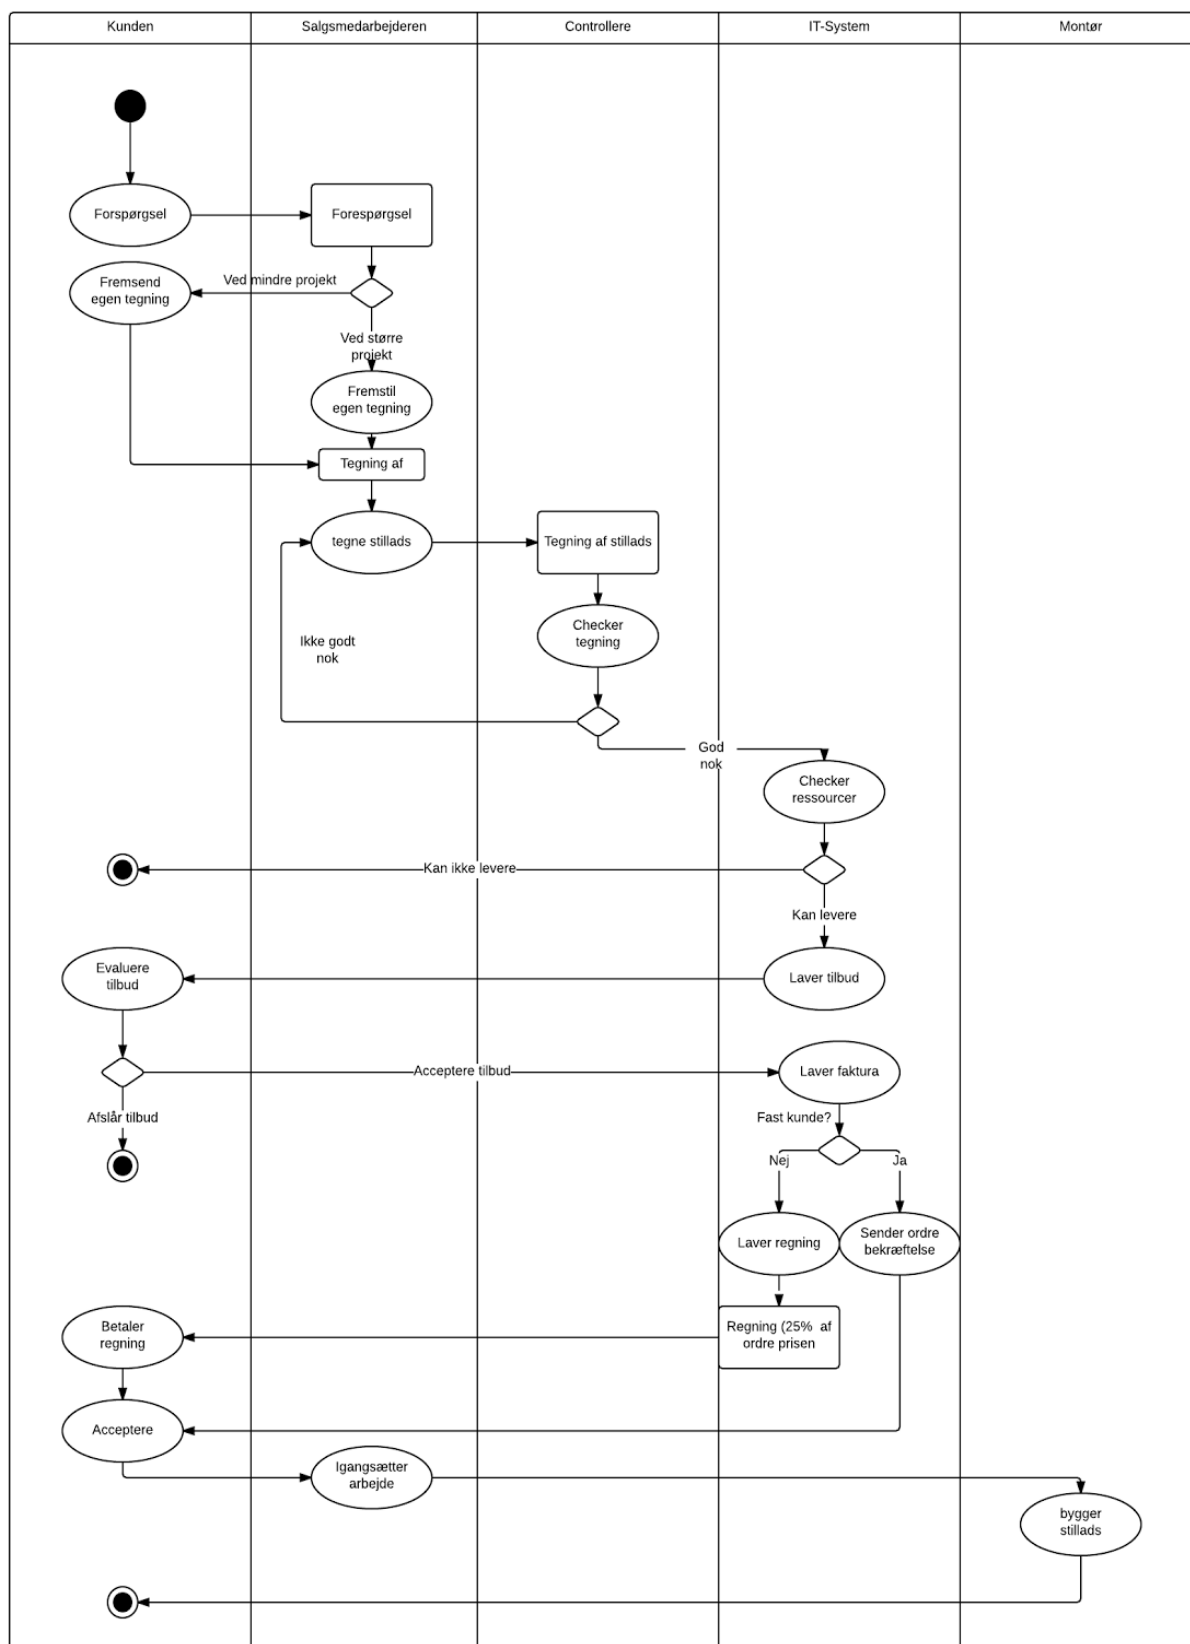 Kunden
Salgsmedarbejderen
Controllere
IT-System
Montør
Forspørgsel
Forespørgsel
Fremsend
egen tegning
Ved mindre projekt
Ved større
projekt
Fremstil
egen tegning
Tegning af
tegne stillads
Tegning af stillads
Checker
tegning
Ikke godt
nok
God
nok
Checker
ressourcer
Kan ikke levere
Kan levere
Evaluere
tilbud
Laver tilbud
Acceptere tilbud
Laver faktura
Afslår tilbud
Fast kunde?
Nej
Ja
Laver regning
Sender ordre
bekræftelse
Betaler
regning
Regning (25% af
ordre prisen
Acceptere
Igangsætter
arbejde
bygger
stillads